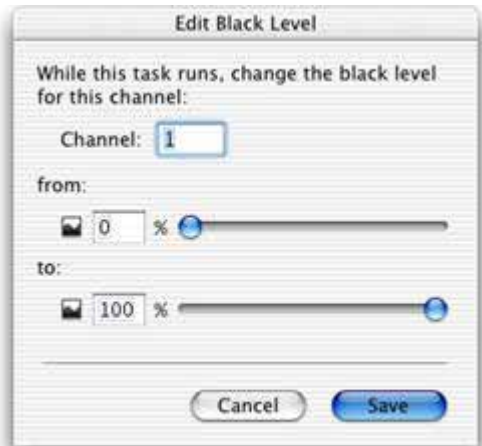 Edit Black Level
While this task runs, change the black level
for this channel:
Channel: 1
from:
0 %
to:
100 %
Cancel Save